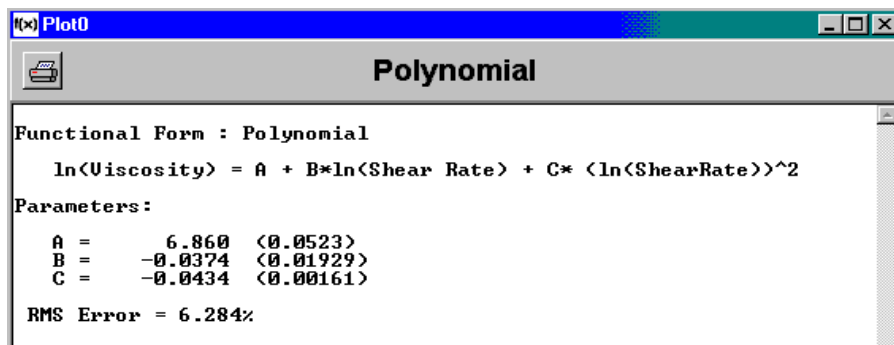 f(x) Plot0
Polynomial
Functional Form : Polynomial
ln(Viscosity) = A + B*ln(Shear Rate) + C* (ln(ShearRate))^2
Parameters:
A = 6.860 (0.0523)
B = -0.0374 (0.01929)
C = -0.0434 (0.00161)
RMS Error = 6.284%